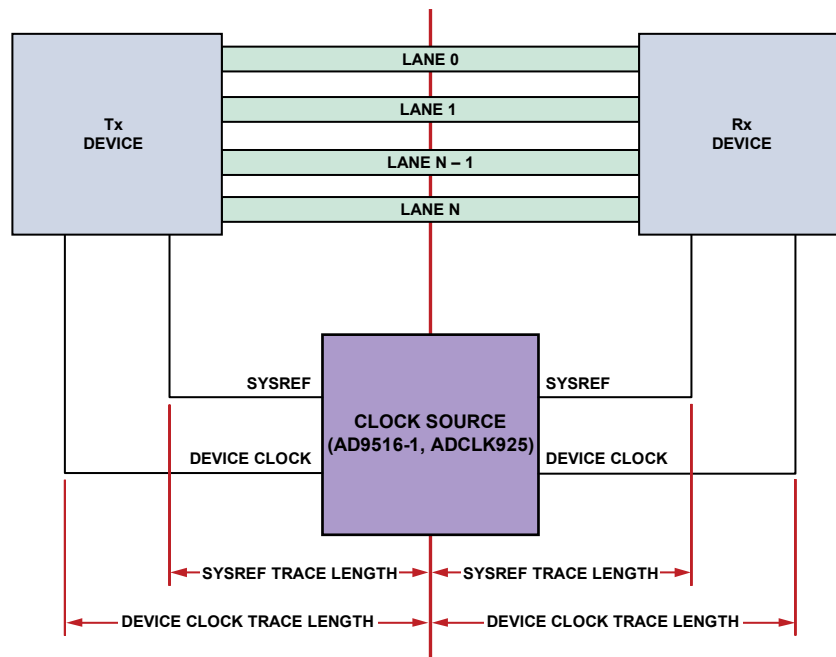 LANE 0
LANE 1
LANE N – 1
LANE N
Tx
DEVICE
Rx
DEVICE
SYSREF
SYSREF
CLOCK SOURCE
(AD9516-1, ADCLK925)
DEVICE CLOCK
DEVICE CLOCK
SYSREF TRACE LENGTH
SYSREF TRACE LENGTH
DEVICE CLOCK TRACE LENGTH
DEVICE CLOCK TRACE LENGTH